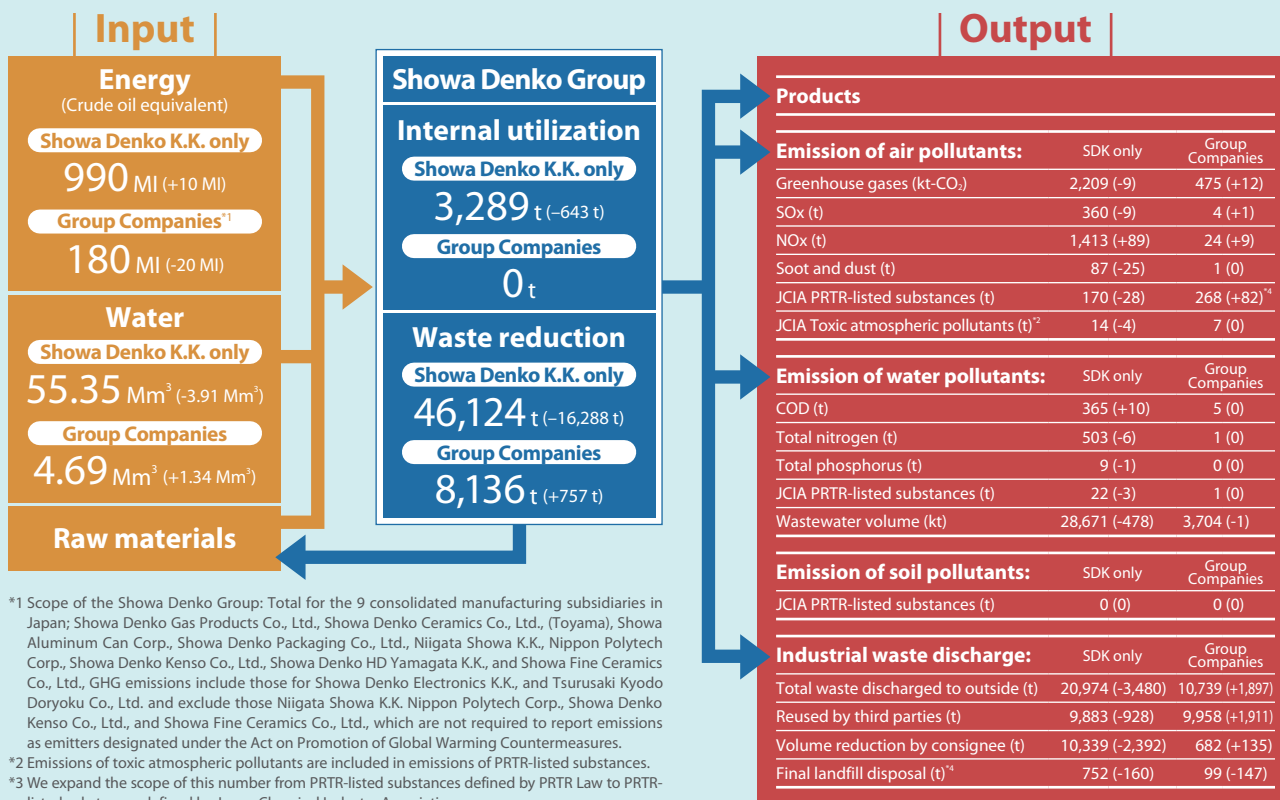 Input
Energy
(Crude oil equivalent)
Showa Denko K.K. only
990 Ml (+10 Ml)
Group Companies*1
180 Ml (-20 Ml)
Water
Showa Denko K.K. only
55.35 Mm³ (-3.91 Mm³)
Group Companies
4.69 Mm³ (+1.34 Mm³)
Raw materials
Showa Denko Group
Internal utilization
Showa Denko K.K. only
3,289 t (–643 t)
Group Companies
0 t
Waste reduction
Showa Denko K.K. only
46,124 t (–16,288 t)
Group Companies
8,136 t (+757 t)
Output
Products
Emission of air pollutants: SDK only Group Companies
Greenhouse gases (kt-CO₂) 2,209 (-9) 475 (+12)
SOx (t) 360 (-9) 4 (+1)
NOx (t) 1,413 (+89) 24 (+9)
Soot and dust (t) 87 (-25) 1 (0)
JCIA PRTR-listed substances (t) 170 (-28) 268 (+82)*4
JCIA Toxic atmospheric pollutants (t)*2 14 (-4) 7 (0)
Emission of water pollutants: SDK only Group Companies
COD (t) 365 (+10) 5 (0)
Total nitrogen (t) 503 (-6) 1 (0)
Total phosphorus (t) 9 (-1) 0 (0)
JCIA PRTR-listed substances (t) 22 (-3) 1 (0)
Wastewater volume (kt) 28,671 (-478) 3,704 (-1)
Emission of soil pollutants: SDK only Group Companies
JCIA PRTR-listed substances (t) 0 (0) 0 (0)
Industrial waste discharge: SDK only Group Companies
Total waste discharged to outside (t) 20,974 (-3,480) 10,739 (+1,897)
Reused by third parties (t) 9,883 (-928) 9,958 (+1,911)
Volume reduction by consignee (t) 10,339 (-2,392) 682 (+135)
Final landfill disposal (t)*4 752 (-160) 99 (-147)
*1 Scope of the Showa Denko Group: Total for the 9 consolidated manufacturing subsidiaries in
Japan; Showa Denko Gas Products Co., Ltd., Showa Denko Ceramics Co., Ltd., (Toyama), Showa
Aluminum Can Corp., Showa Denko Packaging Co., Ltd., Niigata Showa K.K., Nippon Polytech
Corp., Showa Denko Kenso Co., Ltd., Showa Denko HD Yamagata K.K., and Showa Fine Ceramics
Co., Ltd., GHG emissions include those for Showa Denko Electronics K.K., and Tsurusaki Kyodo
Doryoku Co., Ltd. and exclude those Niigata Showa K.K. Nippon Polytech Corp., Showa Denko
Kenso Co., Ltd., and Showa Fine Ceramics Co., Ltd., which are not required to report emissions
as emitters designated under the Act on Promotion of Global Warming Countermeasures.
*2 Emissions of toxic atmospheric pollutants are included in emissions of PRTR-listed substances.
*3 We expand the scope of this number from PRTR-listed substances defined by PRTR Law to PRTR-